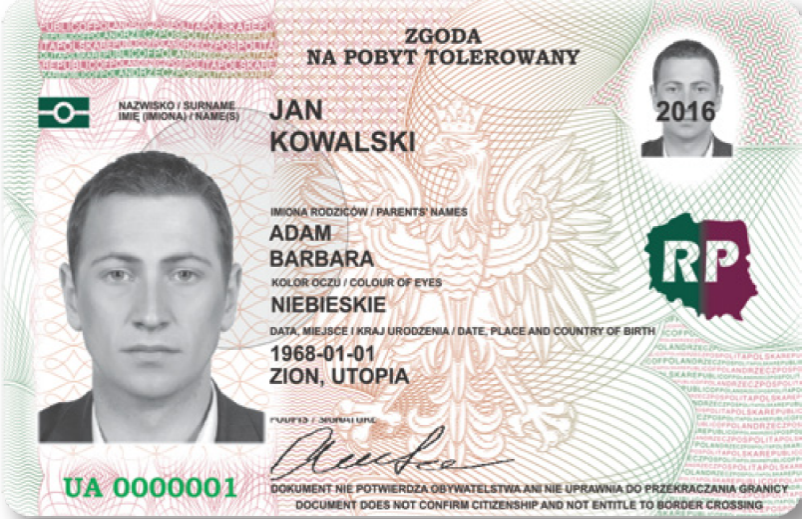 ZGODA
NA POBYT TOLEROWANY
2016
NAZWISKO / SURNAME
IMIĘ (IMIONA) / NAME(S)
JAN
KOWALSKI
IMIONA RODZICÓW / PARENTS' NAMES
ADAM
BARBARA
KOLOR OCZU / COLOUR OF EYES
NIEBIESKIE
RP
DATA, MIEJSCE I KRAJ URODZENIA / DATE, PLACE AND COUNTRY OF BIRTH
1968-01-01
ZION, UTOPIA
PODPIS / SIGNATURE
UA 0000001
DOKUMENT NIE POTWIERDZA OBYWATELSTWA ANI NIE UPRAWNIA DO PRZEKRACZANIA GRANICY
DOCUMENT DOES NOT CONFIRM CITIZENSHIP AND NOT ENTITLE TO BORDER CROSSING